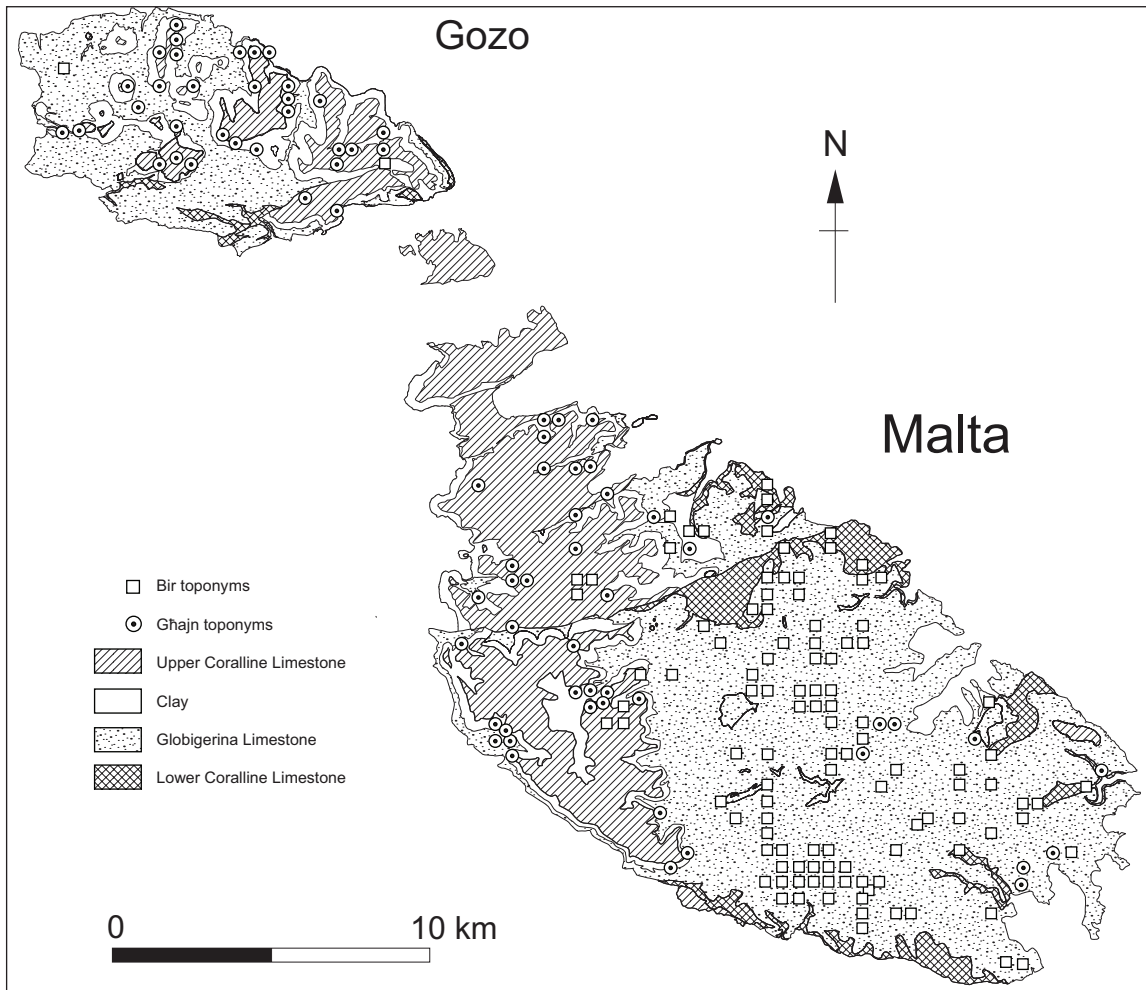 Gozo
N
Malta
Bir toponyms
Għajn toponyms
Upper Coralline Limestone
Clay
Globigerina Limestone
Lower Coralline Limestone
0 10 km